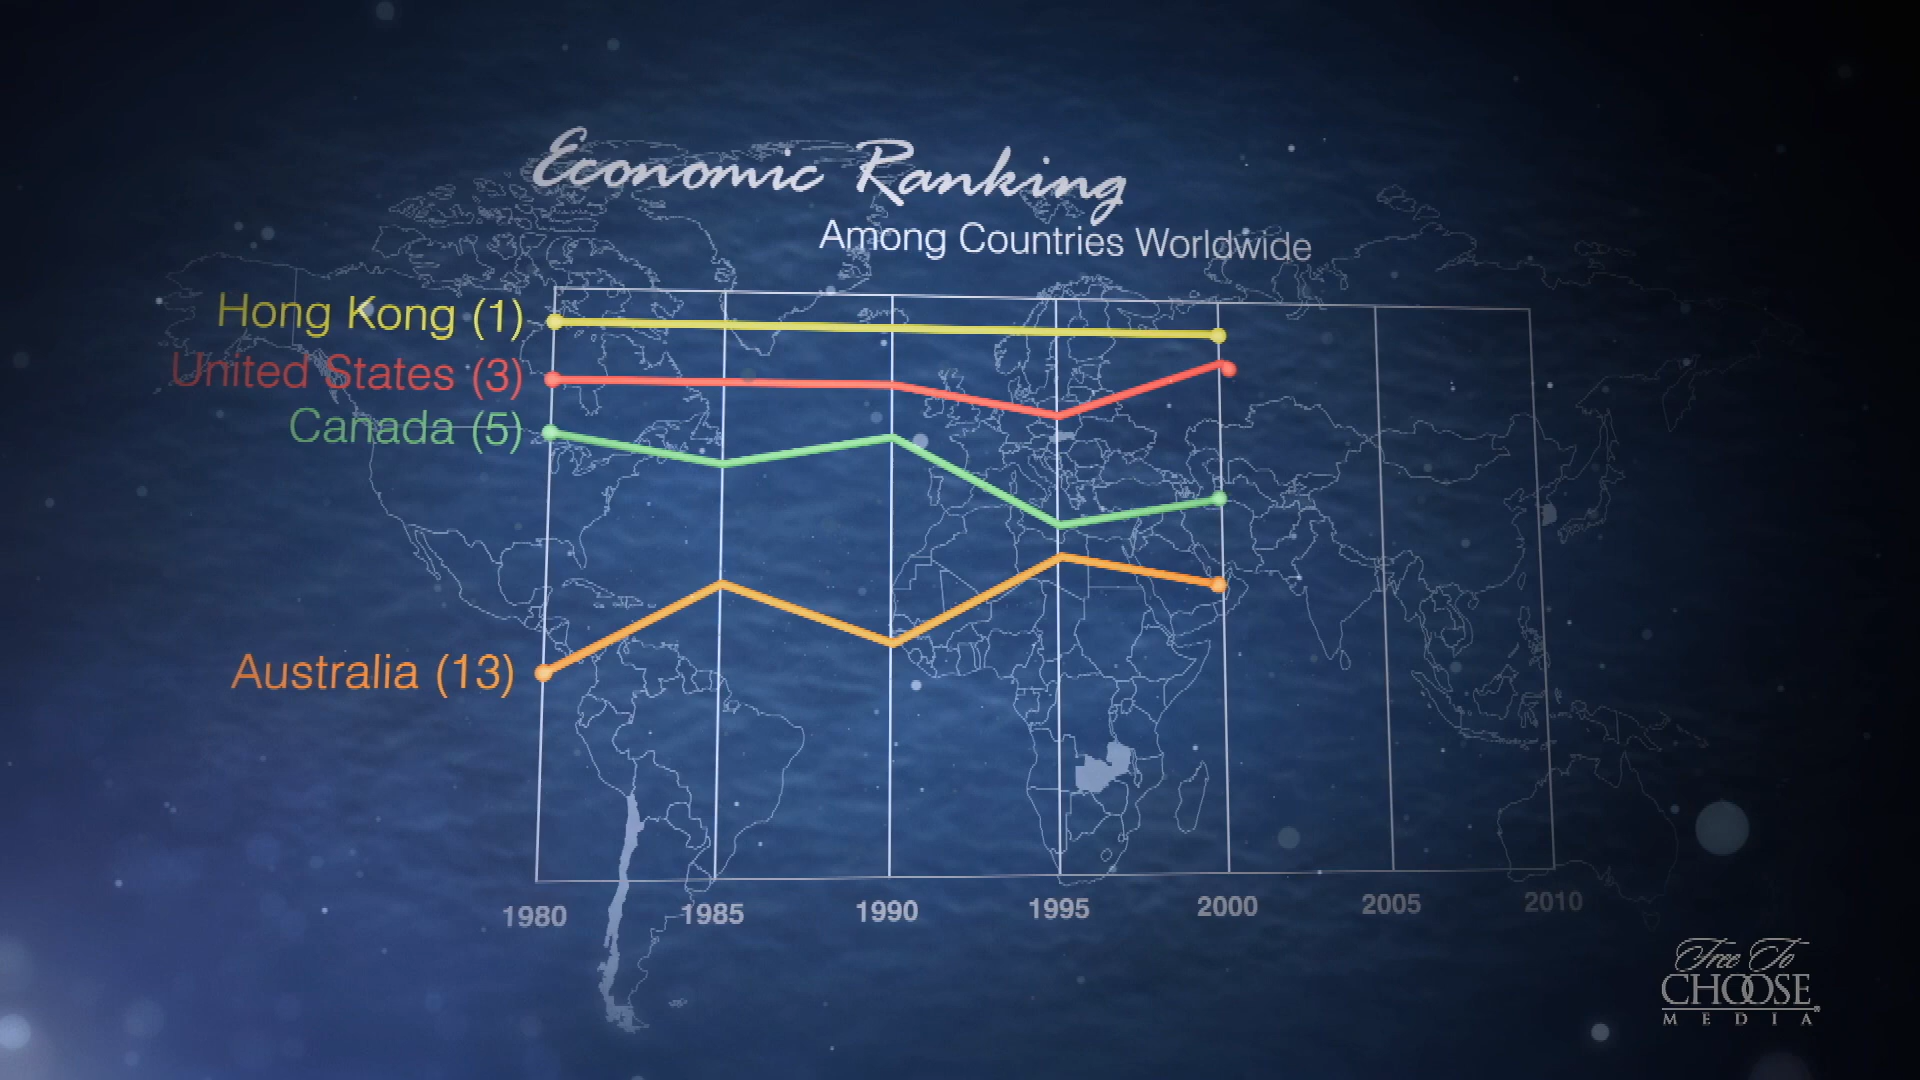 Economic Ranking
Among Countries Worldwide
Hong Kong (1)
United States (3)
Canada (5)
Australia (13)
1980 1985 1990 1995 2000 2005 2010
Free To
CHOOSE
MEDIA